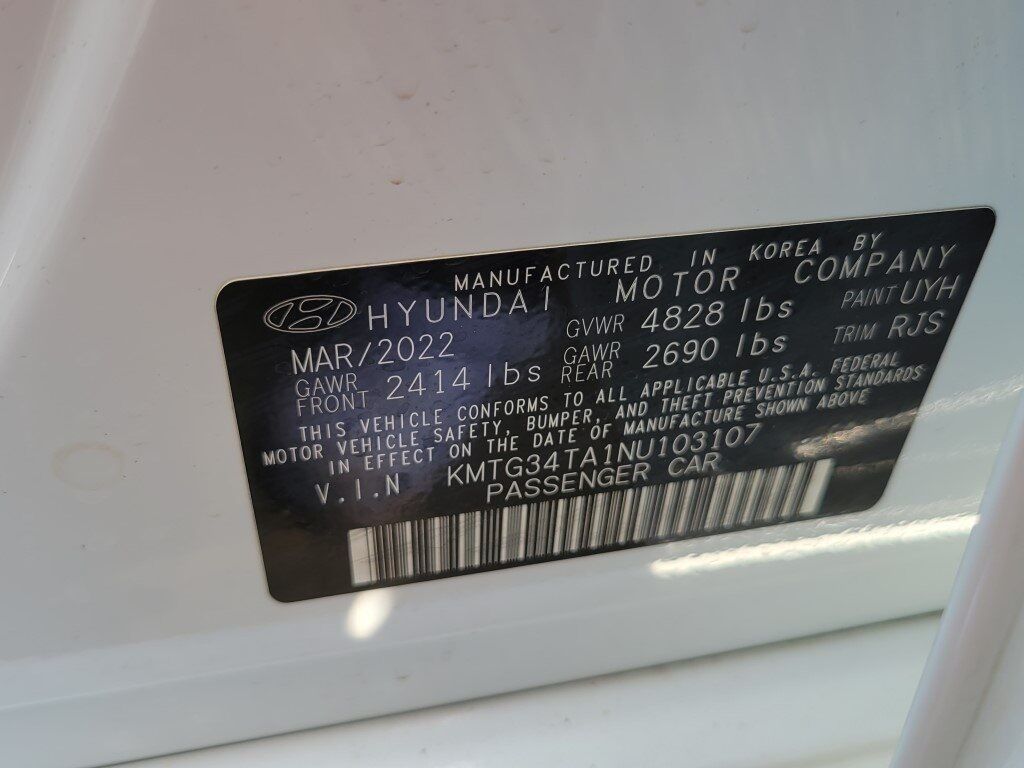 MANUFACTURED IN KOREA BY
HYUNDAI MOTOR COMPANY
MAR/2022 GVWR 4828 lbs PAINT UYH
GAWR FRONT 2414 lbs GAWR REAR 2690 lbs TRIM RJS
THIS VEHICLE CONFORMS TO ALL APPLICABLE U.S.A. FEDERAL
MOTOR VEHICLE SAFETY, BUMPER, AND THEFT PREVENTION STANDARDS
IN EFFECT ON THE DATE OF MANUFACTURE SHOWN ABOVE
V.I.N KMTG34TA1NU103107
PASSENGER CAR